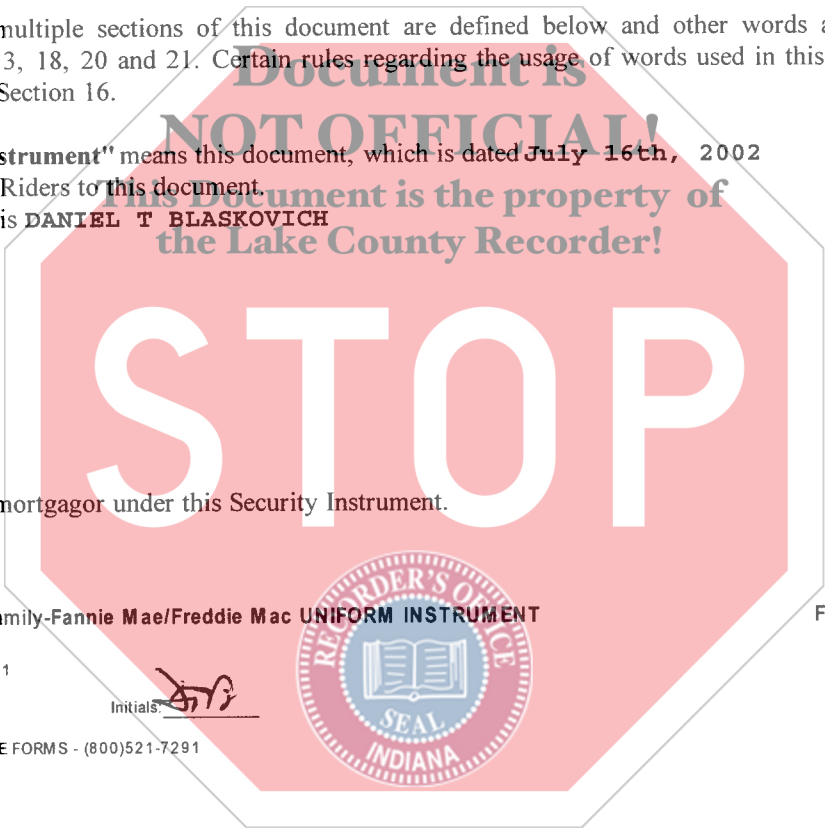 multiple sections of this document are defined below and other words a
3, 18, 20 and 21. Certain rules regarding the usage of words used in this
Section 16.
Document is
NOT OFFICIAL!
strument" means this document, which is dated July 16th, 2002
Riders to this document.
This Document is the property of
is DANIEL T BLASKOVICH
the Lake County Recorder!
STOP
mortgagor under this Security Instrument.
mily-Fannie Mae/Freddie Mac UNIFORM INSTRUMENT
F
1
Initials:
E FORMS - (800)521-7291
RECORDER'S OFFICE
SEAL
INDIANA